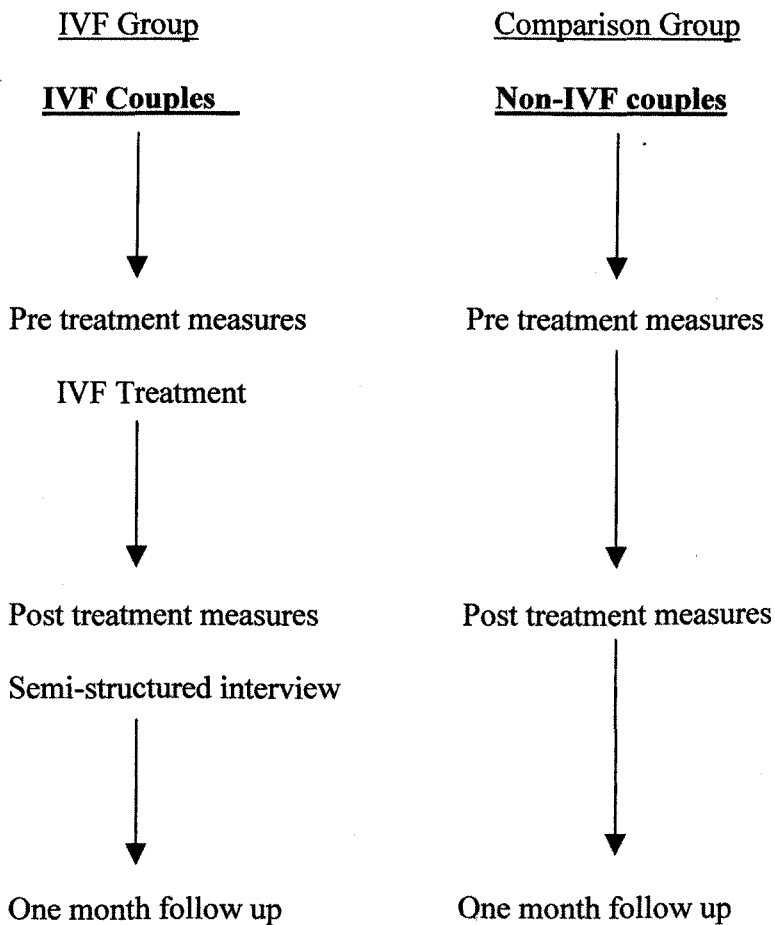 IVF Group
Comparison Group
IVF Couples
Non-IVF couples
Pre treatment measures
Pre treatment measures
IVF Treatment
Post treatment measures
Post treatment measures
Semi-structured interview
One month follow up
One month follow up